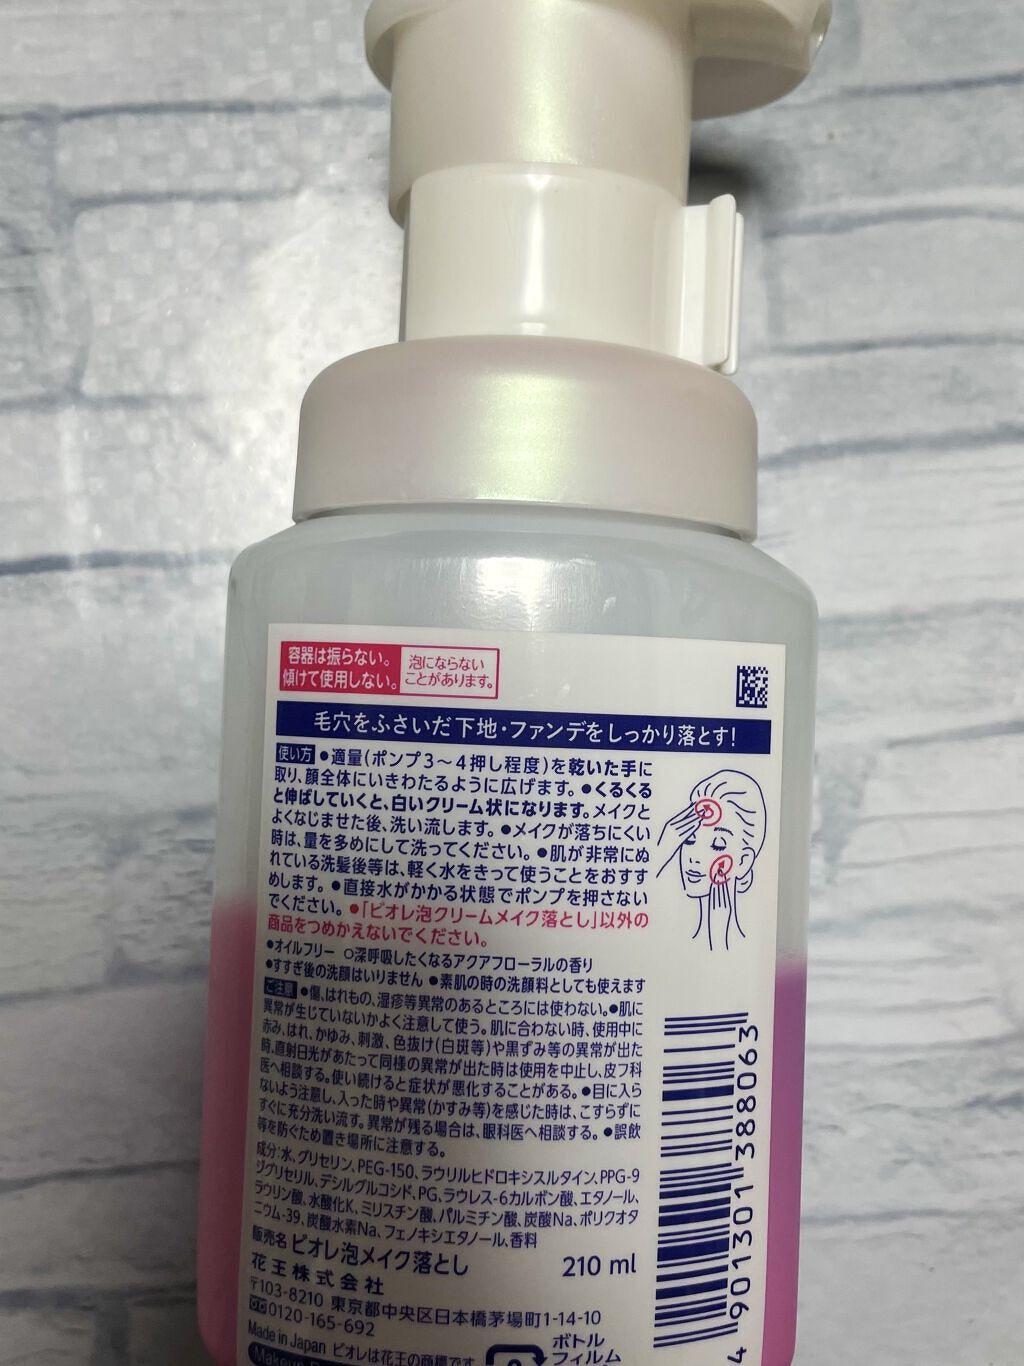 容器は振らない。
傾けて使用しない。
泡にならない
ことがあります。
毛穴をふさいだ下地・ファンデをしっかり落とす!
使い方 ●適量(ポンプ3～4押し程度)を乾いた手に
取り、顔全体にいきわたるように広げます。●くるくる
と伸ばしていくと、白いクリーム状になります。メイクと
よくなじませた後、洗い流します。●メイクが落ちにくい
時は、量を多めにして洗ってください。●肌が非常にぬ
れている洗髪後等は、軽く水をきって使うことをおすす
めします。●直接水がかかる状態でポンプを押さない
でください。●「ビオレ泡クリームメイク落とし」以外の
商品をつめかえないでください。
●オイルフリー ○深呼吸したくなるアクアフローラルの香り
●すすぎ後の洗顔はいりません ●素肌の時の洗顔料としても使えます
ご注意 ●傷、はれもの、湿疹等異常のあるところには使わない。●肌に
異常が生じていないかよく注意して使う。肌に合わない時、使用中に
赤み、はれ、かゆみ、刺激、色抜け(白斑等)や黒ずみ等の異常が出た
時、直射日光があたって同様の異常が出た時は使用を中止し、皮フ科
医へ相談する。使い続けると症状が悪化することがある。●目に入ら
ないよう注意し、入った時や異常(かすみ等)を感じた時は、こすらずに
すぐに充分洗い流す。異常が残る場合は、眼科医へ相談する。●誤飲
等を防ぐため置き場所に注意する。
成分:水、グリセリン、PEG-150、ラウリルヒドロキシスルタイン、PPG-9
ジグリセリル、デシルグルコシド、PG、ラウレス-6カルボン酸、エタノール、
ラウリン酸、水酸化K、ミリスチン酸、パルミチン酸、炭酸Na、ポリクオタ
ニウム-39、炭酸水素Na、フェノキシエタノール、香料
販売名 ビオレ泡メイク落とし
210 ml
花王株式会社
〒103-8210 東京都中央区日本橋茅場町1-14-10
0120-165-692
Made in Japan ビオレは花王の商標です
ボトル
フィルム
4 901301 388063